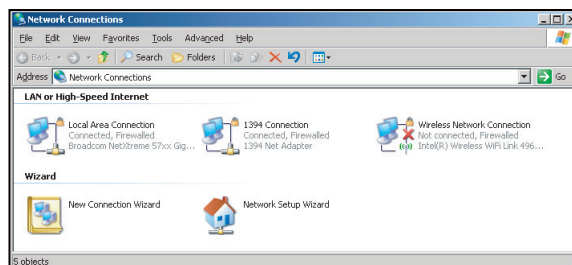 Network Connections
File Edit View Favorites Tools Advanced Help
Back Search Folders
Address Network Connections Go
LAN or High-Speed Internet
Local Area Connection
Connected, Firewalled
Broadcom NetXtreme 57xx Gig...
1394 Connection
Connected, Firewalled
1394 Net Adapter
Wireless Network Connection
Not connected, Firewalled
Intel(R) Wireless WiFi Link 496...
Wizard
New Connection Wizard
Network Setup Wizard
5 objects